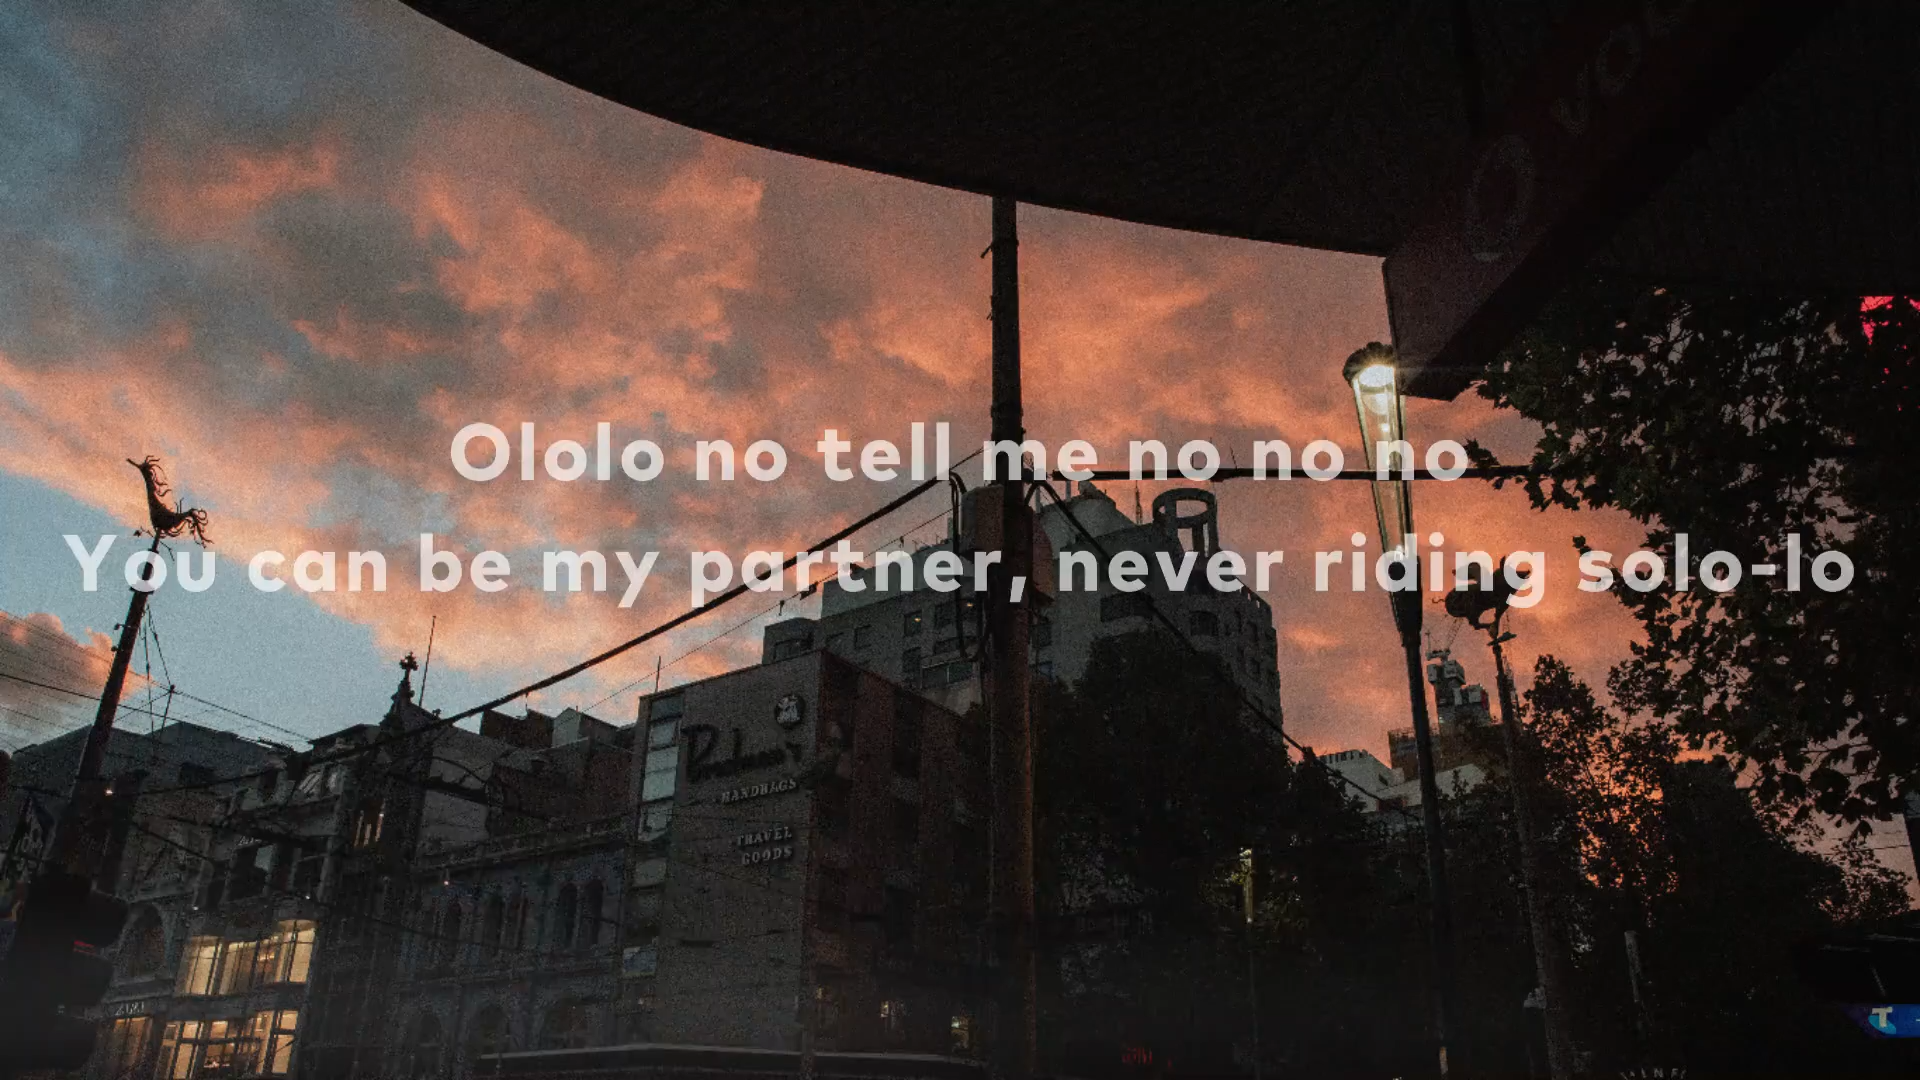 Ololo no tell me no no no
You can be my partner, never riding solo-lo
HANDBAGS
TRAVEL
GOODS
T